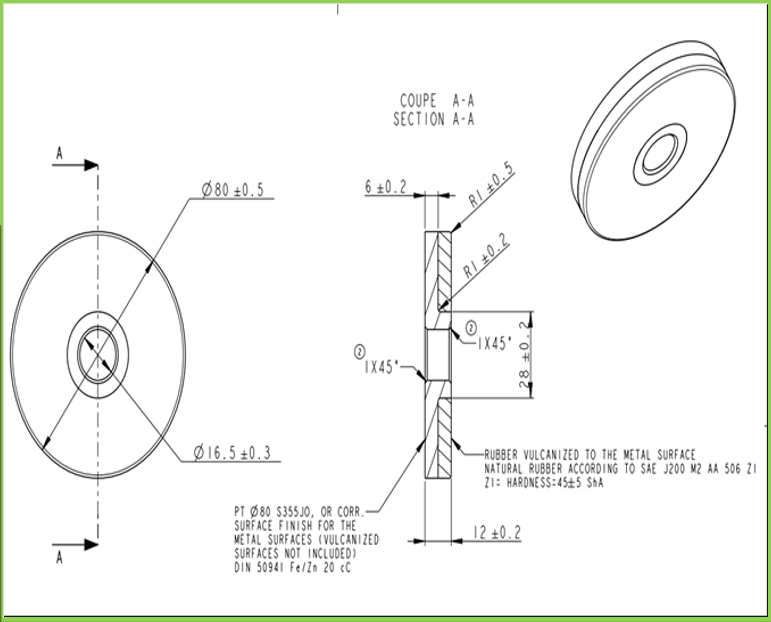 COUPE A-A
SECTION A-A
A
Ø80 ±0.5
6 ±0.2
R1 ±0.5
R1 ±0.2
②
1X45°
②
1X45°
28 ±0.2
Ø16.5 ±0.3
RUBBER VULCANIZED TO THE METAL SURFACE
NATURAL RUBBER ACCORDING TO SAE J200 M2 AA 506 Z1
Z1= HARDNESS=45±5 ShA
PT Ø80 S355JO, OR CORR.
SURFACE FINISH FOR THE
METAL SURFACES (VULCANIZED
SURFACES NOT INCLUDED)
DIN 50941 Fe/Zn 20 cC
12 ±0.2
A